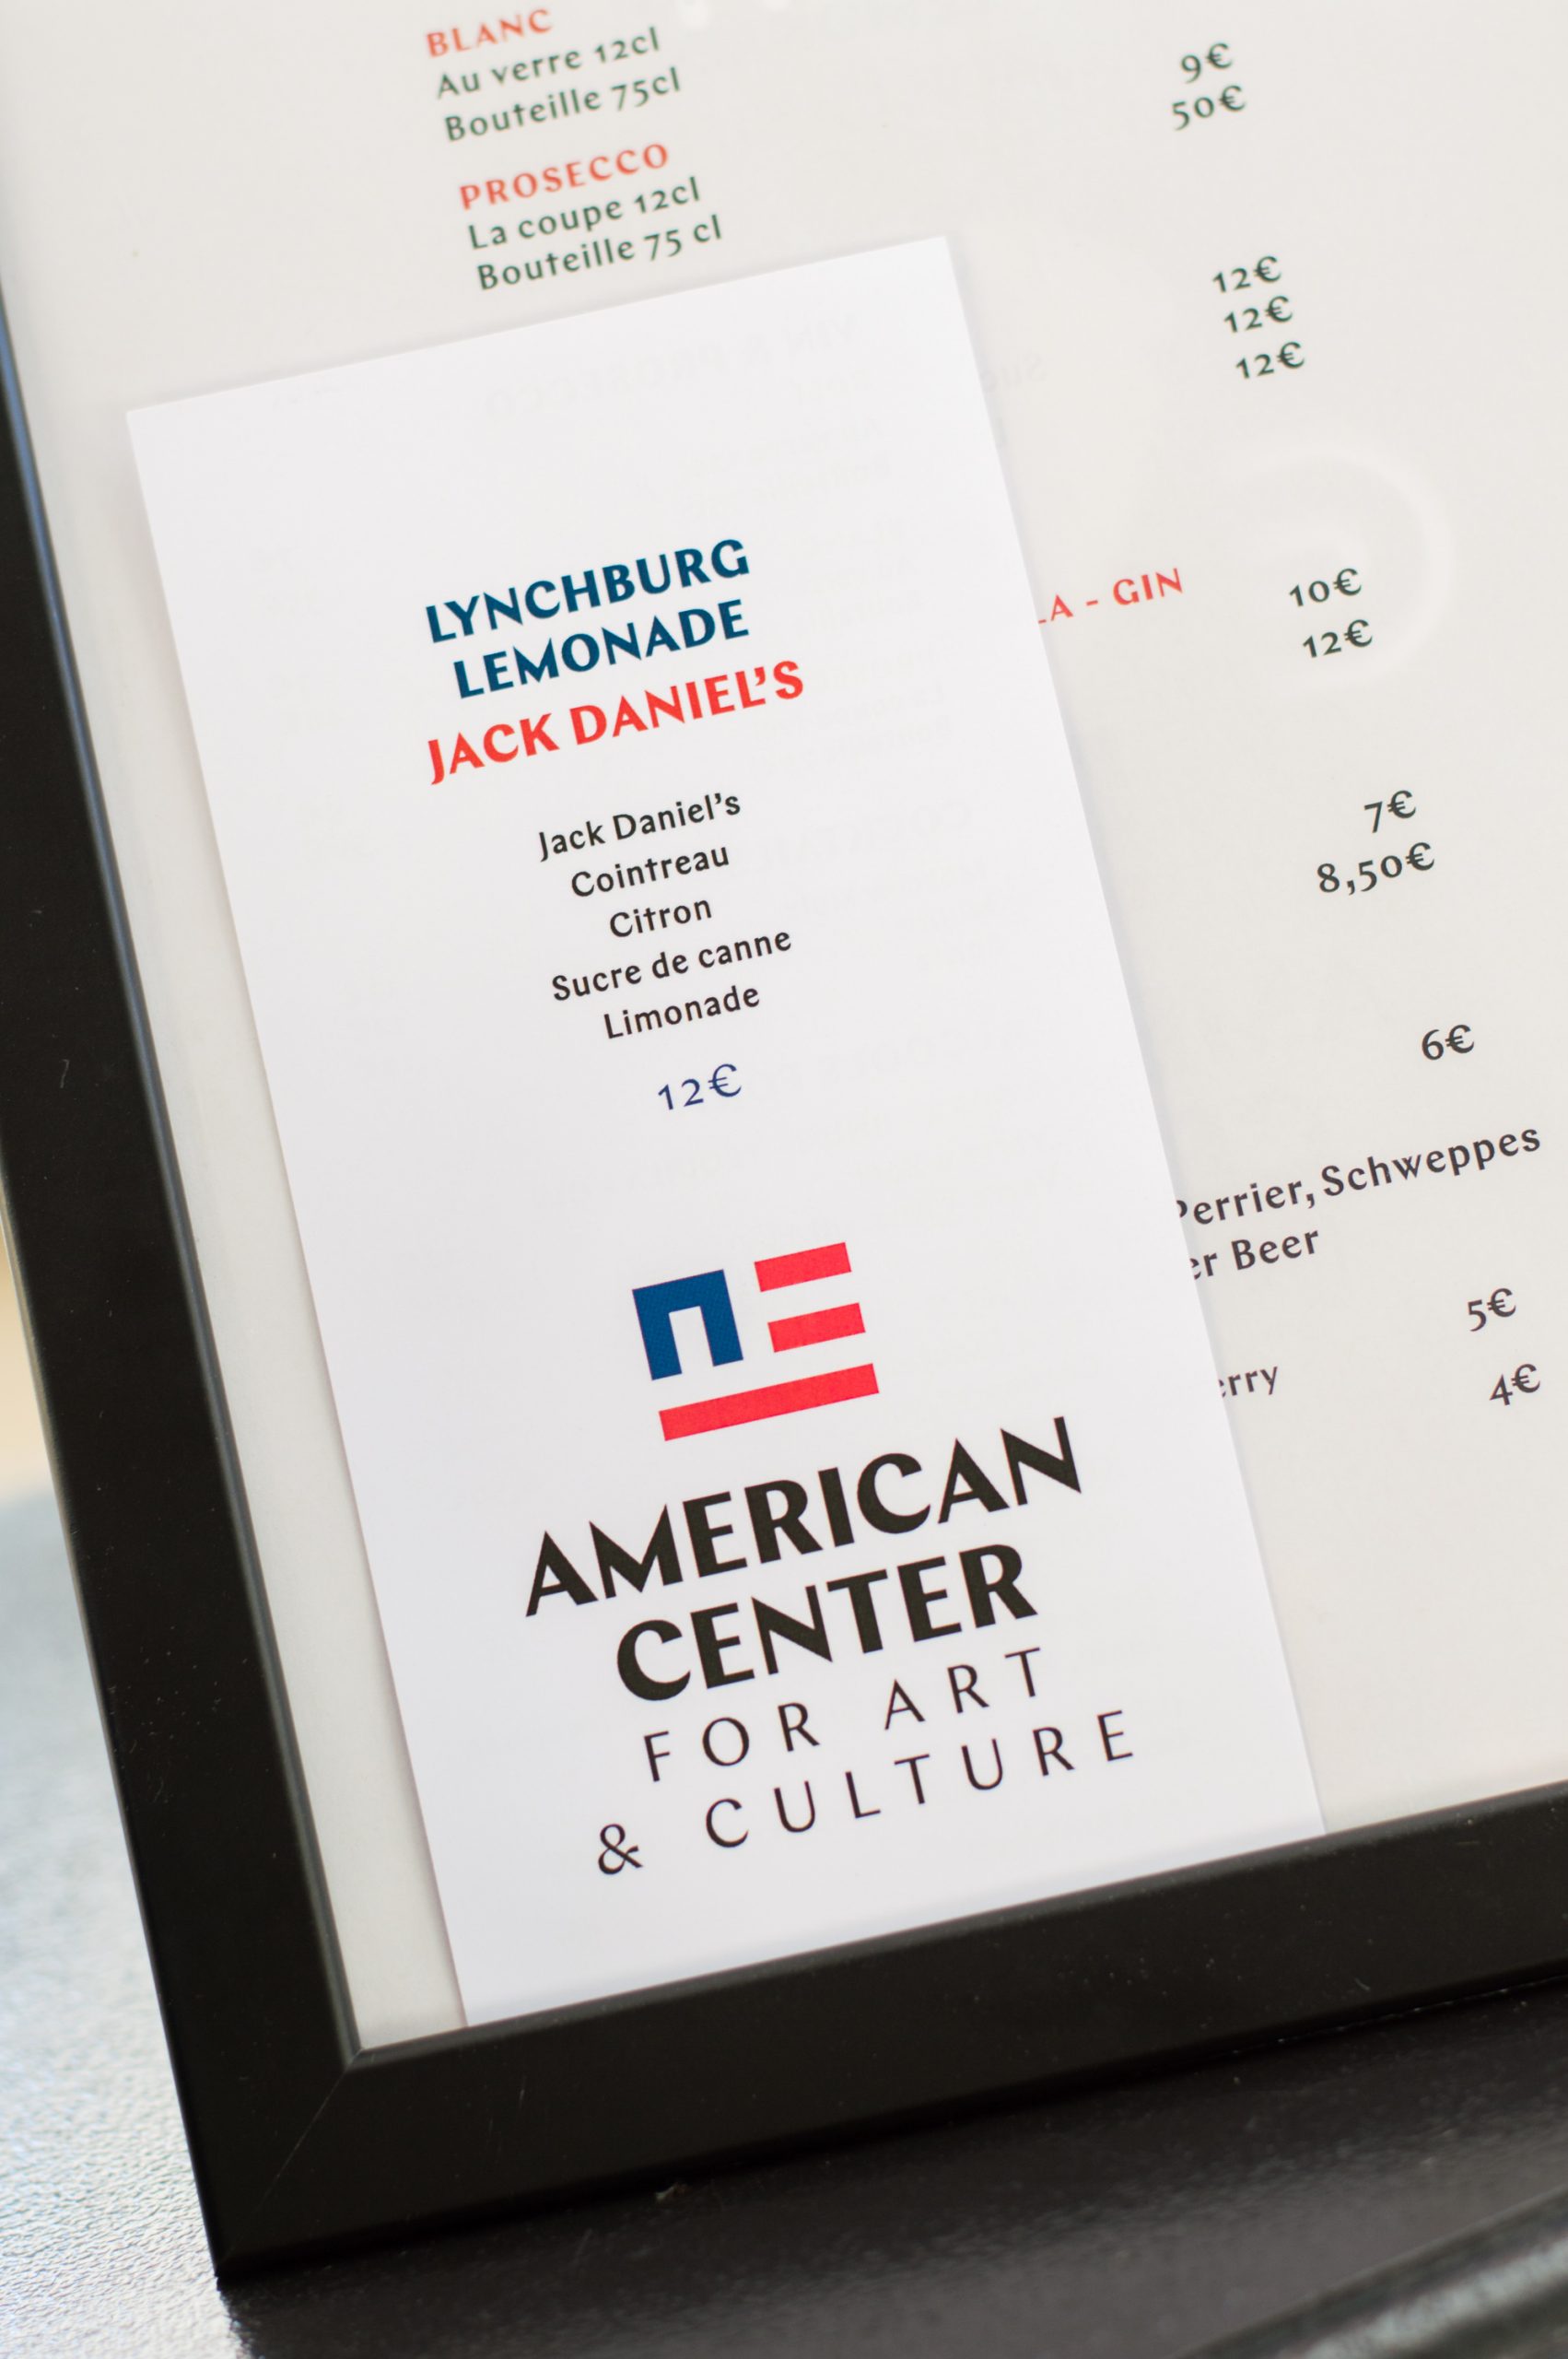 BLANC
Au verre 12cl
Bouteille 75cl
9€
50€
PROSECCO
La coupe 12cl
Bouteille 75 cl
12€
12€
12€
LYNCHBURG
LEMONADE
JACK DANIEL'S
Jack Daniel's
Cointreau
Citron
Sucre de canne
Limonade
12€
AMERICAN
CENTER
FOR ART
& CULTURE
- GIN
10€
12€
7€
8,50€
6€
Perrier, Schweppes
Beer
5€
4€